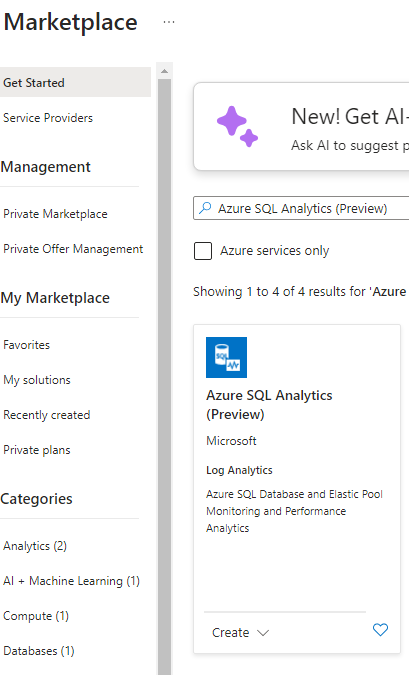 Marketplace ...
Get Started
Service Providers
Management
Private Marketplace
Private Offer Management
My Marketplace
Favorites
My solutions
Recently created
Private plans
Categories
Analytics (2)
AI + Machine Learning (1)
Compute (1)
Databases (1)
New! Get AI-
Ask AI to suggest p
Azure SQL Analytics (Preview)
Azure services only
Showing 1 to 4 of 4 results for 'Azure
SQL
Azure SQL Analytics
(Preview)
Microsoft
Log Analytics
Azure SQL Database and Elastic Pool
Monitoring and Performance
Analytics
Create